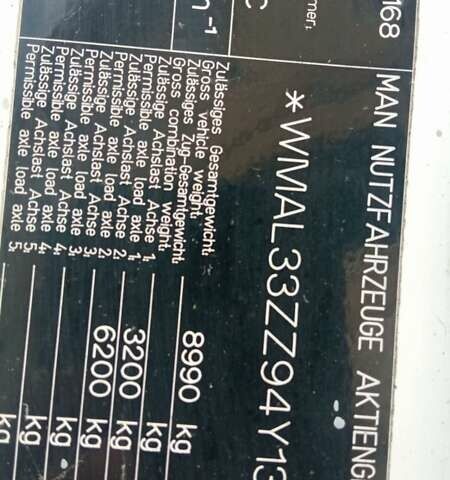 168 MAN NUTZFAHRZEUGE AKTIENG
mer:
*WMAL33ZZ94Y13
C
-1
Zulässiges Gesamtgewicht:
Gross vehicle weight: 8990 kg
Zulässiges Zug-Gesamtgewicht:
Gross combination weight: kg
Zulässige Achslast Achse 1:
Permissible axle load axle 1: 3200 kg
Zulässige Achslast Achse 2:
Permissible axle load axle 2: 6200 kg
Zulässige Achslast Achse 3:
Permissible axle load axle 3: kg
Zulässige Achslast Achse 4:
Permissible axle load axle 4: kg
Zulässige Achslast Achse 5:
Permissible axle load axle 5: kg